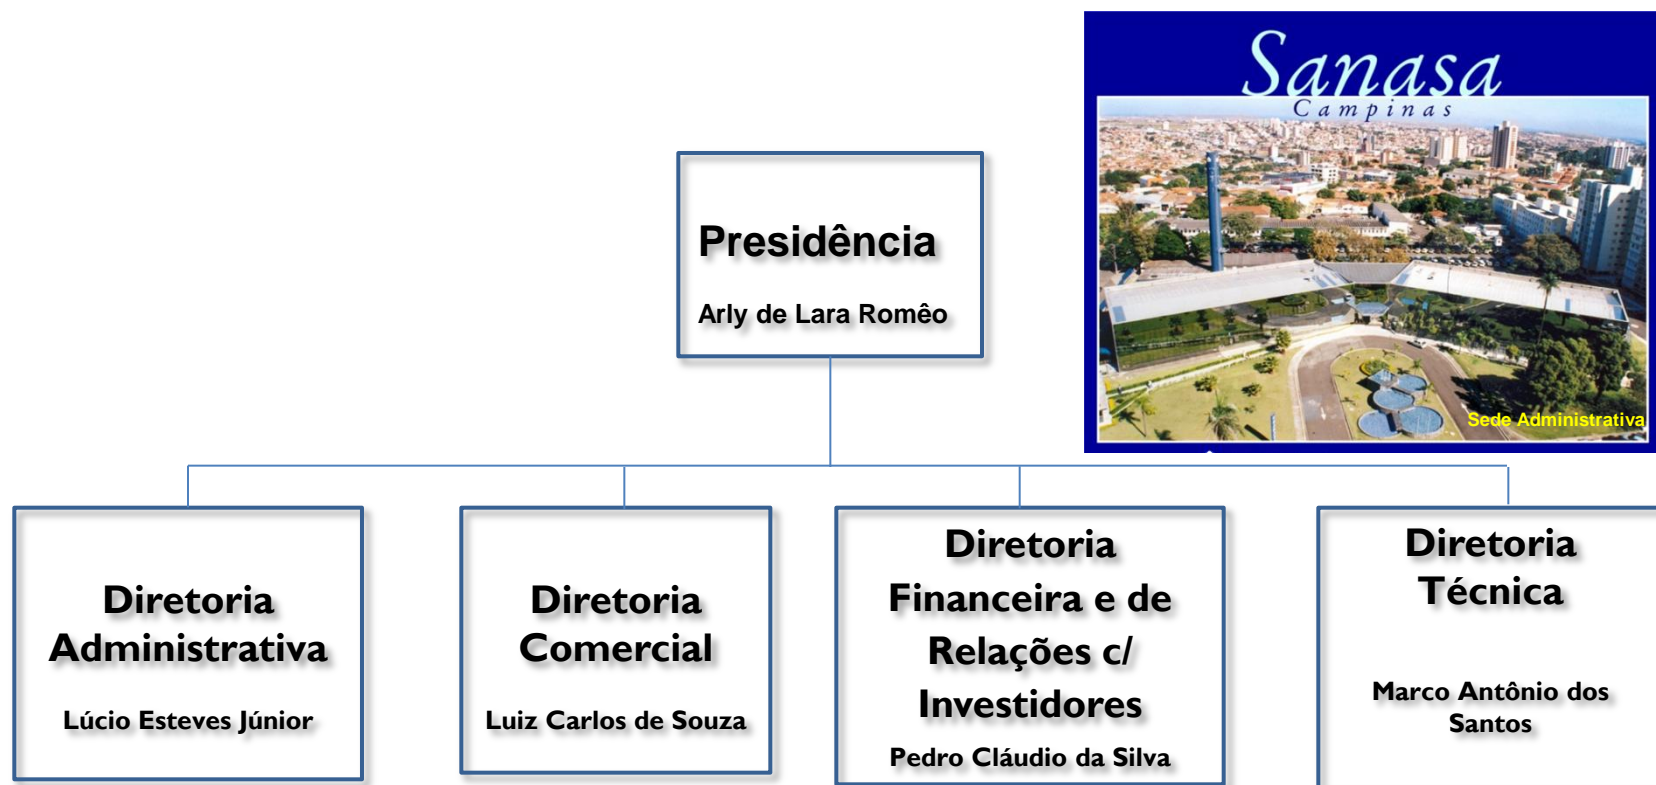 Sanasa
Campinas
Sede Administrativa
Presidência
Arly de Lara Romêo
Diretoria
Administrativa
Lúcio Esteves Júnior
Diretoria
Comercial
Luiz Carlos de Souza
Diretoria
Financeira e de
Relações c/
Investidores
Pedro Cláudio da Silva
Diretoria
Técnica
Marco Antônio dos
Santos